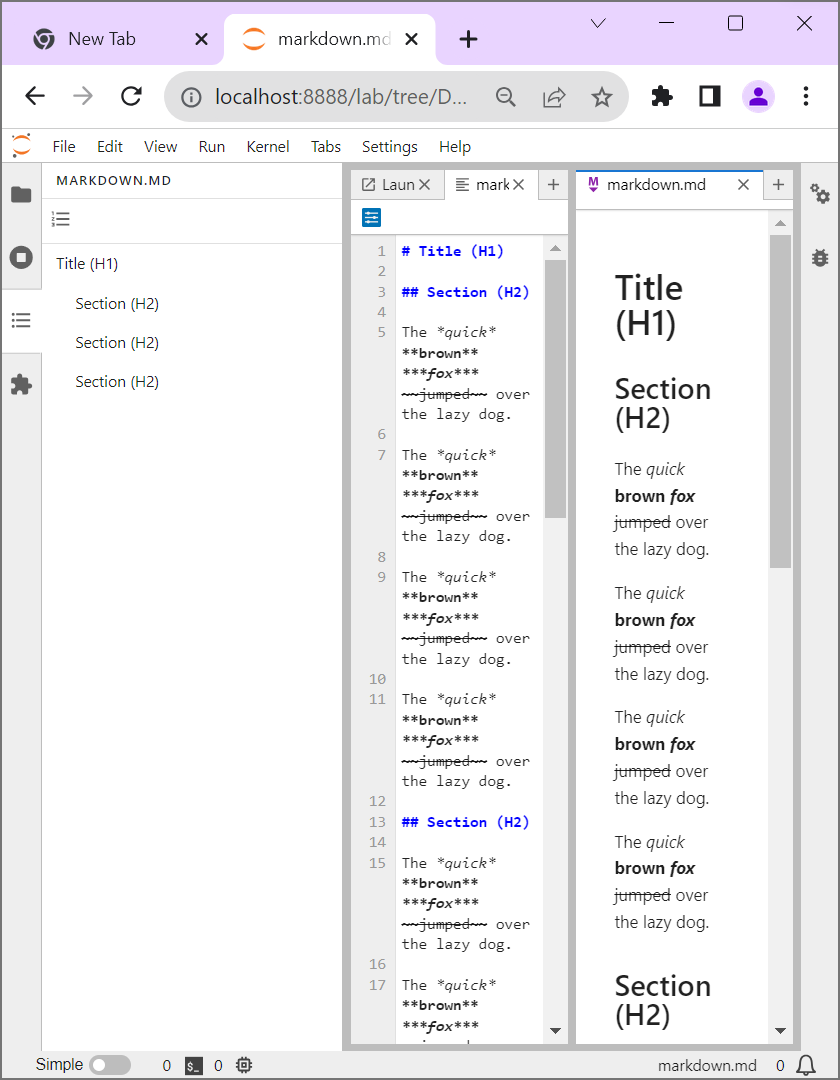 New Tab
markdown.md
localhost:8888/lab/tree/D...
File Edit View Run Kernel Tabs Settings Help
MARKDOWN.MD
Title (H1)
Section (H2)
Section (H2)
Section (H2)
Laun
mark
1 # Title (H1)
2
3 ## Section (H2)
4
5 The *quick*
**brown**
***fox***
~~jumped~~ over
the lazy dog.
6
7 The *quick*
**brown**
***fox***
~~jumped~~ over
the lazy dog.
8
9 The *quick*
**brown**
***fox***
~~jumped~~ over
the lazy dog.
10
11 The *quick*
**brown**
***fox***
~~jumped~~ over
the lazy dog.
12
13 ## Section (H2)
14
15 The *quick*
**brown**
***fox***
~~jumped~~ over
the lazy dog.
16
17 The *quick*
**brown**
***fox***
markdown.md
Title
(H1)
Section
(H2)
The quick
brown fox
jumped over
the lazy dog.
The quick
brown fox
jumped over
the lazy dog.
The quick
brown fox
jumped over
the lazy dog.
The quick
brown fox
jumped over
the lazy dog.
Section
(H2)
Simple 0 $_ 0 markdown.md 0